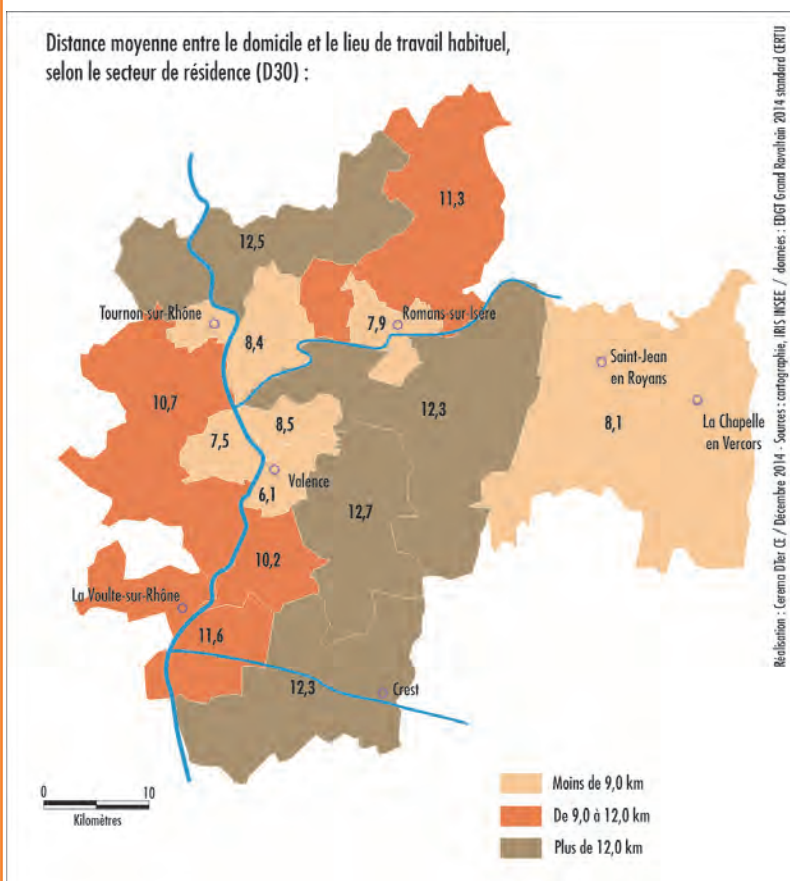 Distance moyenne entre le domicile et le lieu de travail habituel,
selon le secteur de résidence (D30) :
11,3
12,5
Tournon-sur-Rhône
8,4
7,9
Romans-sur-Isère
Saint-Jean
en Royans
La Chapelle
en Vercors
8,1
10,7
12,3
7,5
8,5
Valence
6,1
12,7
10,2
La Voulte-sur-Rhône
11,6
12,3
Crest
0 10
Kilomètres
Moins de 9,0 km
De 9,0 à 12,0 km
Plus de 12,0 km
Réalisation : Cerema DTer CE / Décembre 2014 - Sources : cartographie, IRIS INSEE / données : EDGT Grand Rovaltain 2014 standard CERTU